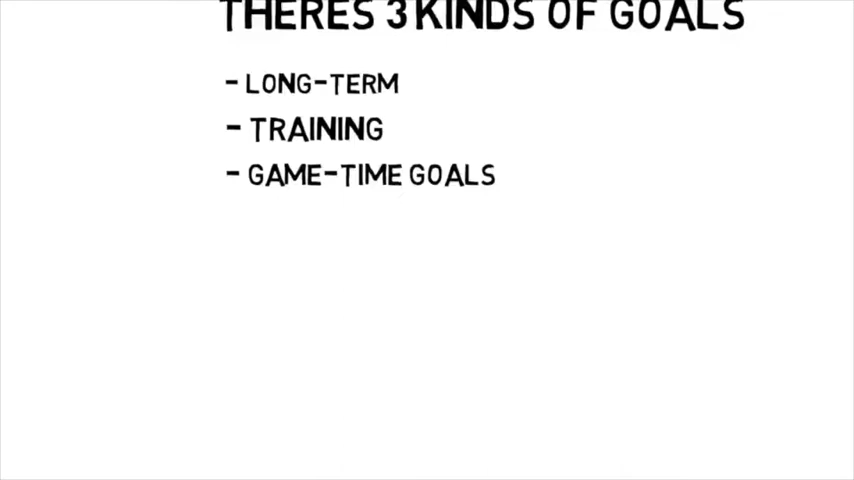 THERES 3 KINDS OF GOALS
- LONG-TERM
- TRAINING
- GAME-TIME GOALS